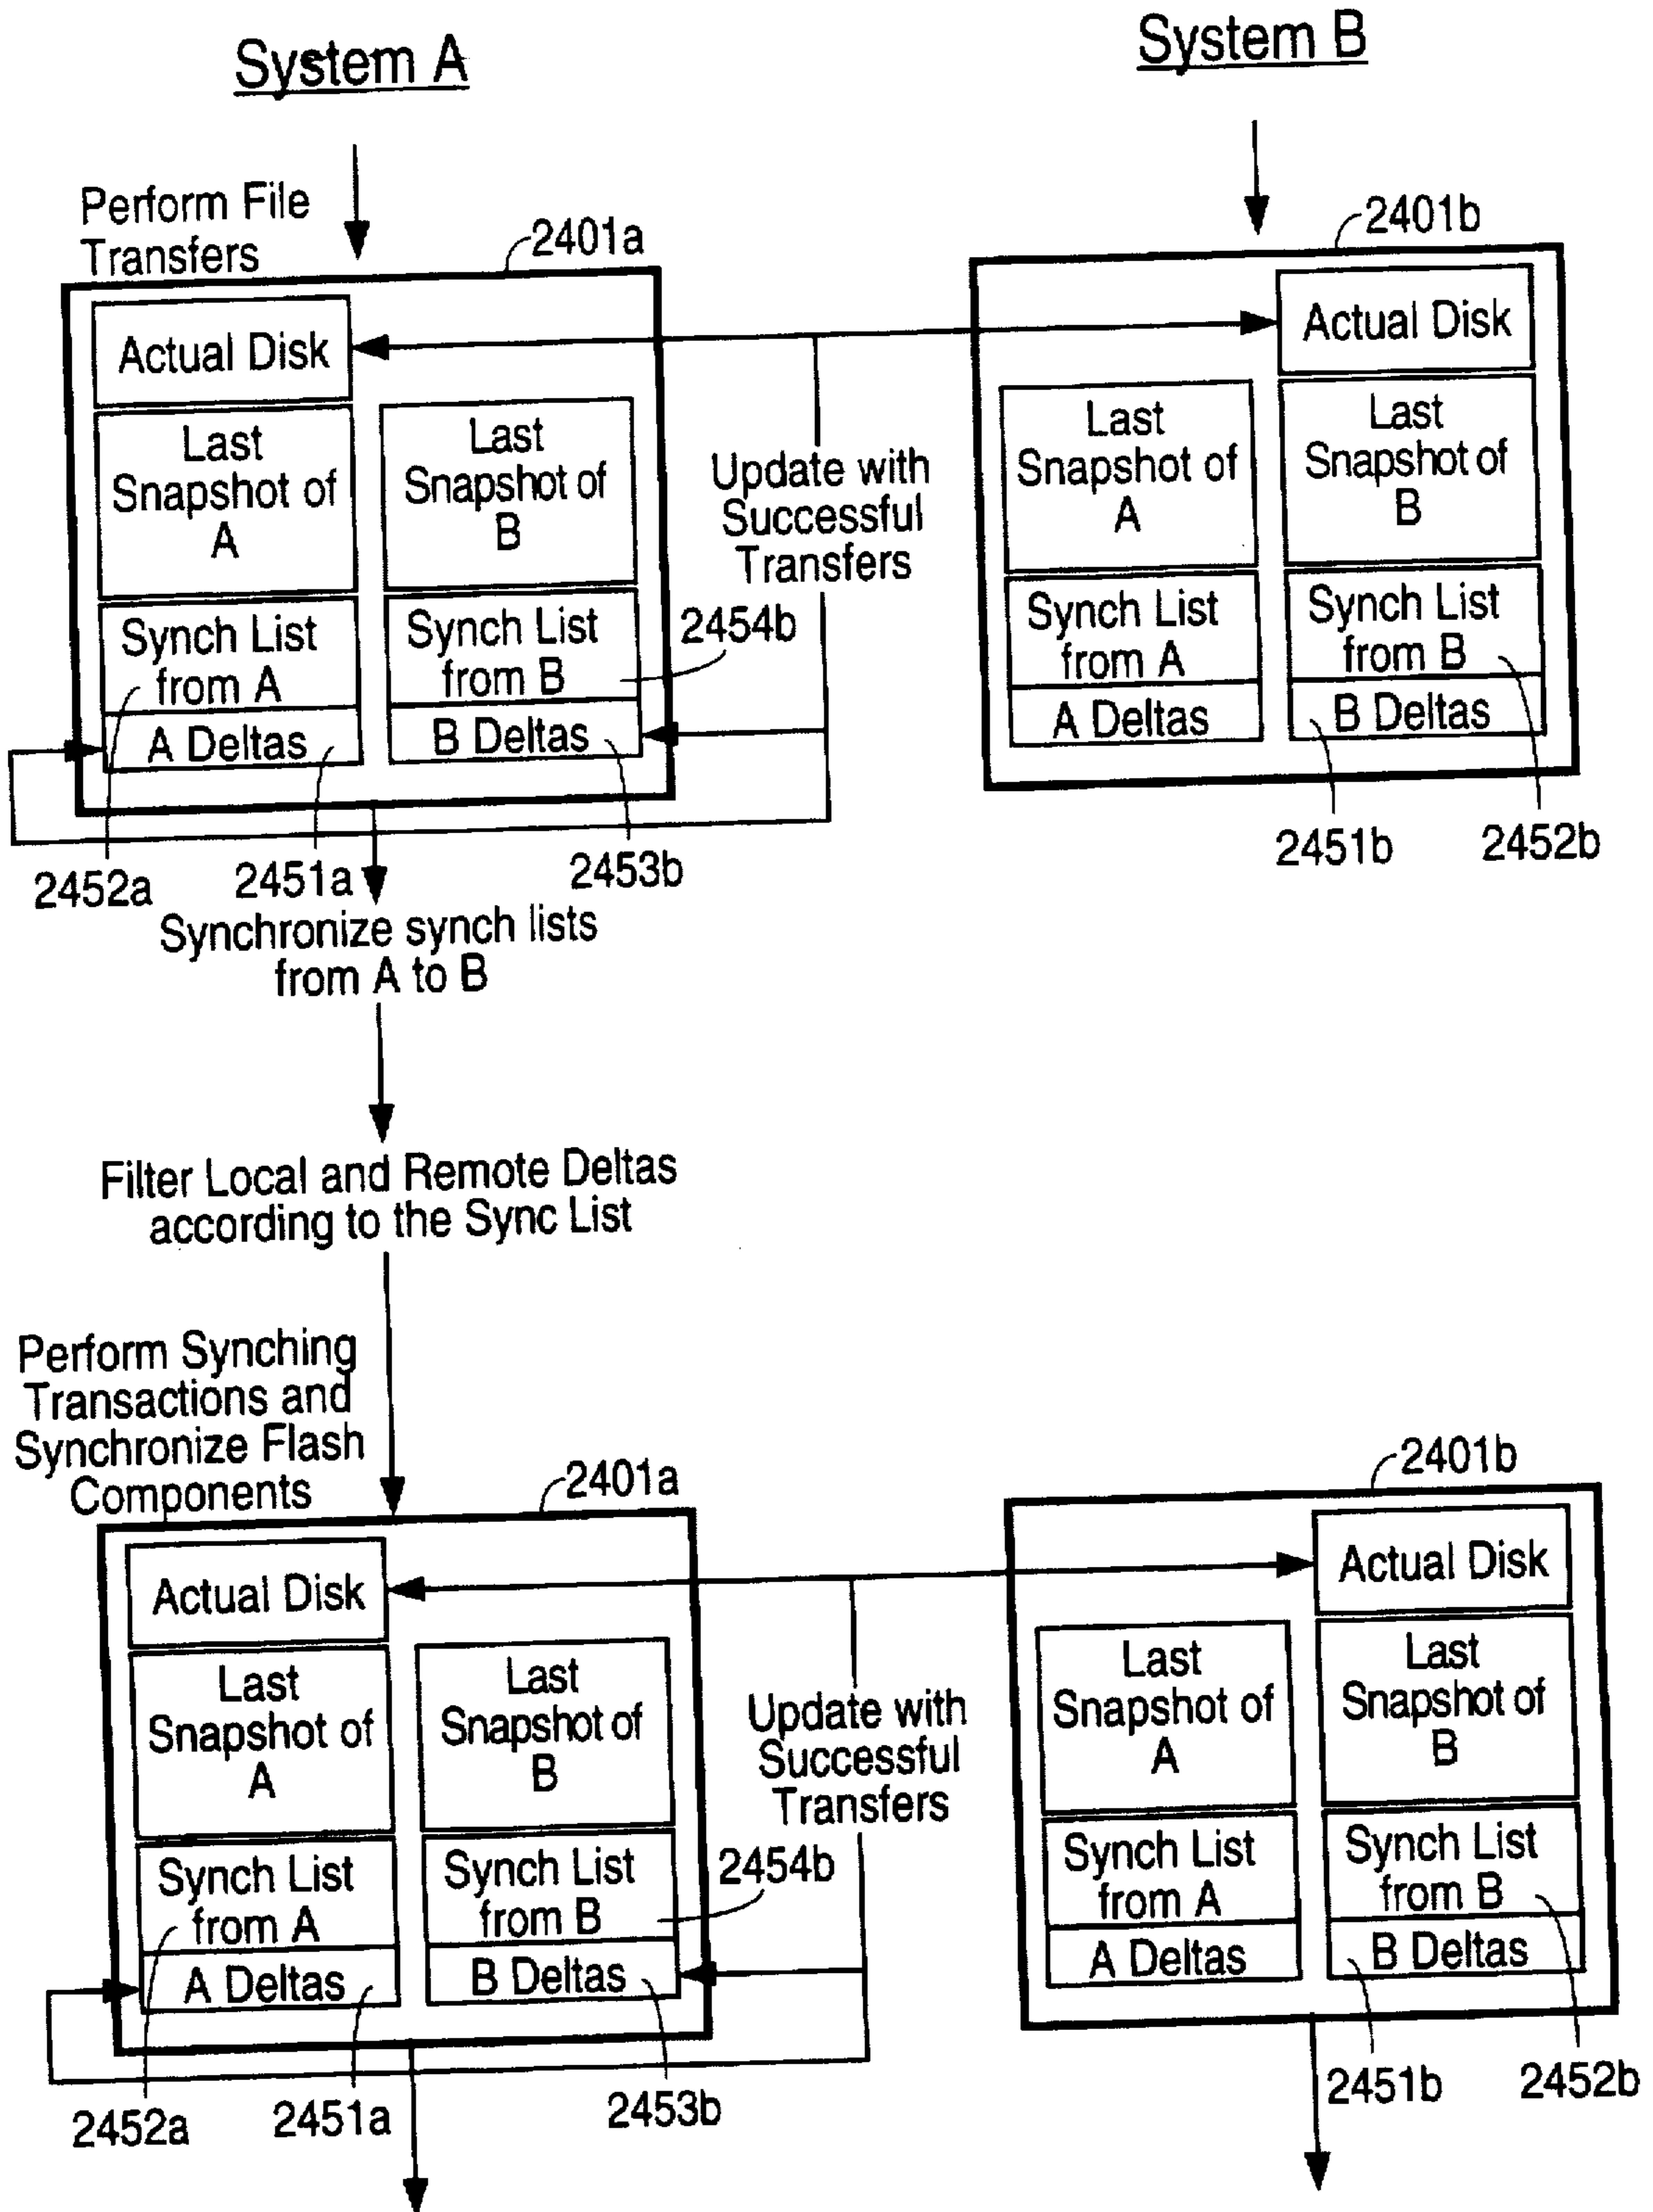 System A
System B
Perform File
Transfers
2401a
2401b
Actual Disk
Actual Disk
Last
Snapshot of
A
Last
Snapshot of
B
Update with
Successful
Transfers
Last
Snapshot of
A
Last
Snapshot of
B
Synch List
from A
Synch List
from B
2454b
Synch List
from A
Synch List
from B
A Deltas
B Deltas
A Deltas
B Deltas
2452a
2451a
2453b
2451b
2452b
Synchronize synch lists
from A to B
Filter Local and Remote Deltas
according to the Sync List
Perform Synching
Transactions and
Synchronize Flash
Components
2401a
2401b
Actual Disk
Actual Disk
Last
Snapshot of
A
Last
Snapshot of
B
Update with
Successful
Transfers
Last
Snapshot of
A
Last
Snapshot of
B
Synch List
from A
Synch List
from B
2454b
Synch List
from A
Synch List
from B
A Deltas
B Deltas
A Deltas
B Deltas
2452a
2451a
2453b
2451b
2452b